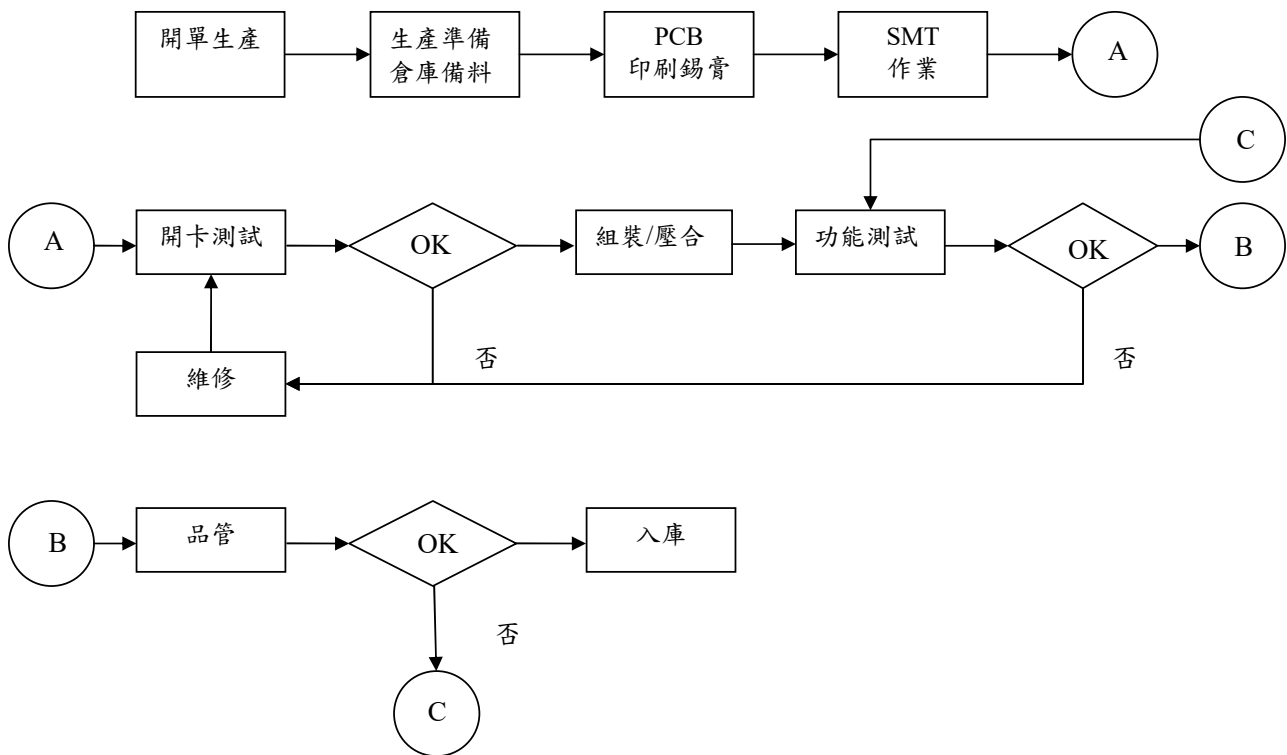 開單生產
生產準備
倉庫備料
PCB
印刷錫膏
SMT
作業
A
C
A
開卡測試
OK
組裝/壓合
功能測試
OK
B
維修
否
否
B
品管
OK
入庫
否
C